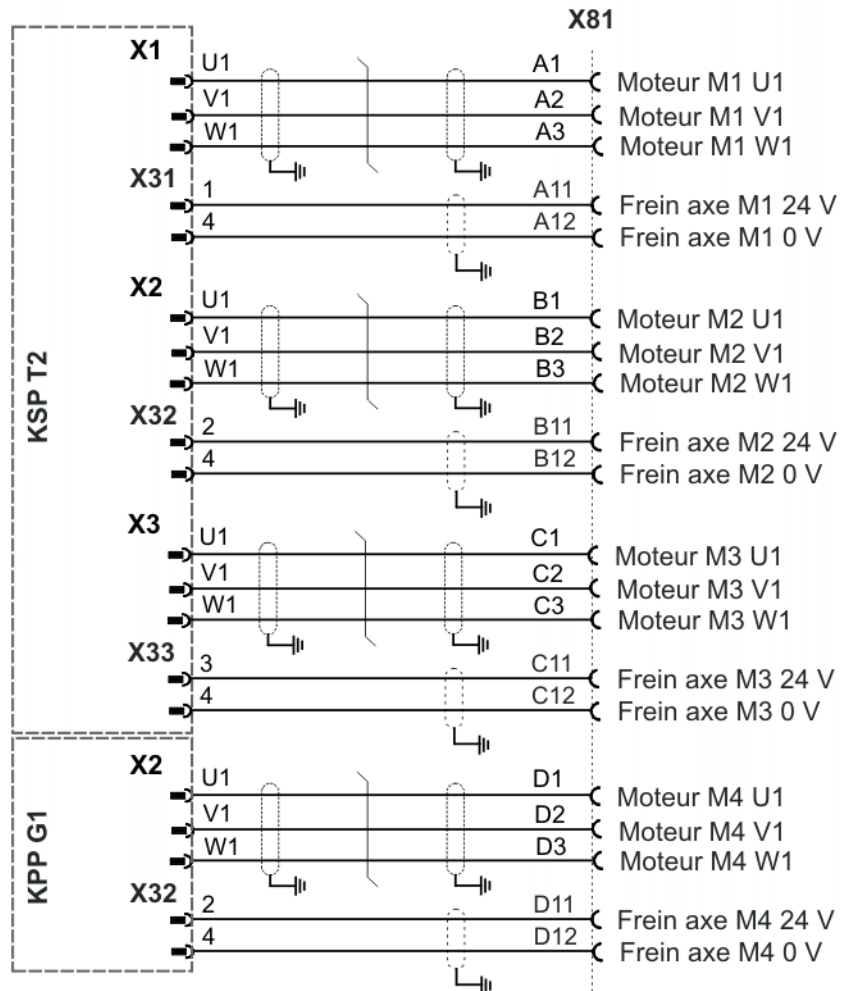 X81
KSP T2
X1
U1 A1 Moteur M1 U1
V1 A2 Moteur M1 V1
W1 A3 Moteur M1 W1
X31
1 A11 Frein axe M1 24 V
4 A12 Frein axe M1 0 V
X2
U1 B1 Moteur M2 U1
V1 B2 Moteur M2 V1
W1 B3 Moteur M2 W1
X32
2 B11 Frein axe M2 24 V
4 B12 Frein axe M2 0 V
X3
U1 C1 Moteur M3 U1
V1 C2 Moteur M3 V1
W1 C3 Moteur M3 W1
X33
3 C11 Frein axe M3 24 V
4 C12 Frein axe M3 0 V
KPP G1
X2
U1 D1 Moteur M4 U1
V1 D2 Moteur M4 V1
W1 D3 Moteur M4 W1
X32
2 D11 Frein axe M4 24 V
4 D12 Frein axe M4 0 V